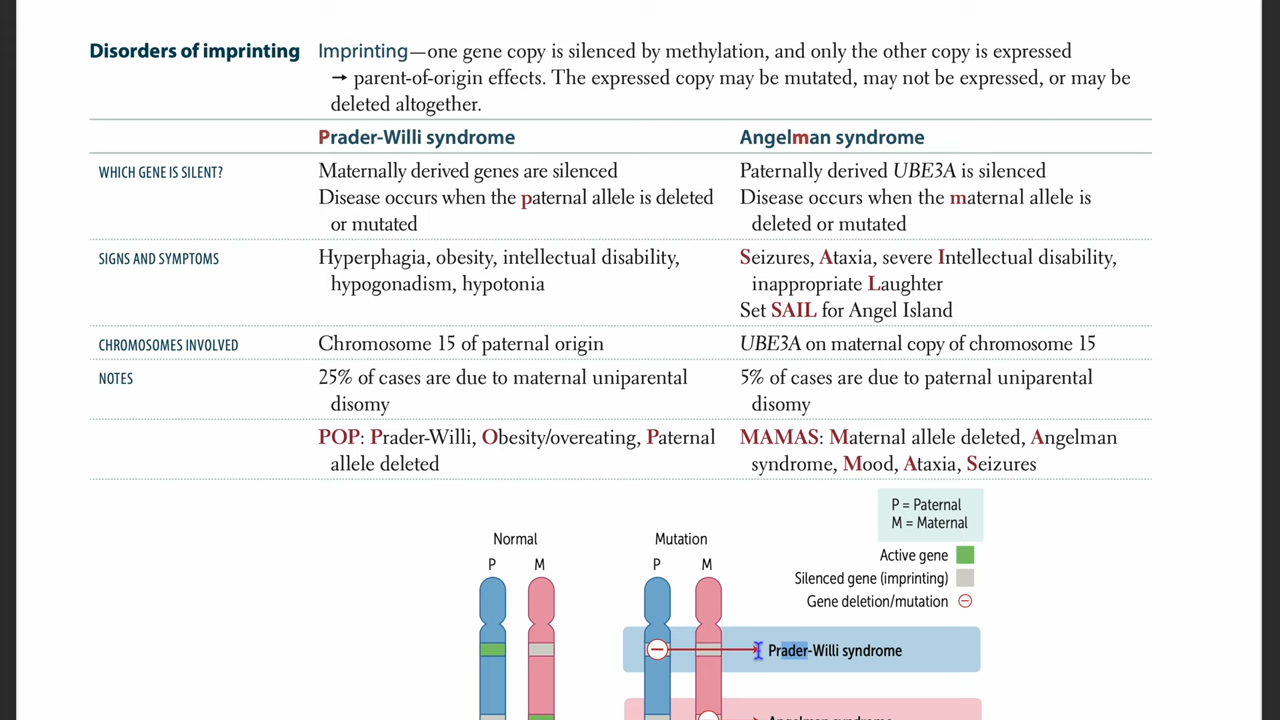 Disorders of imprinting
Imprinting—one gene copy is silenced by methylation, and only the other copy is expressed
→ parent-of-origin effects. The expressed copy may be mutated, may not be expressed, or may be
deleted altogether.
Prader-Willi syndrome
Angelman syndrome
WHICH GENE IS SILENT?
Maternally derived genes are silenced
Disease occurs when the paternal allele is deleted
or mutated
Paternally derived UBE3A is silenced
Disease occurs when the maternal allele is
deleted or mutated
SIGNS AND SYMPTOMS
Hyperphagia, obesity, intellectual disability,
hypogonadism, hypotonia
Seizures, Ataxia, severe Intellectual disability,
inappropriate Laughter
Set SAIL for Angel Island
CHROMOSOMES INVOLVED
Chromosome 15 of paternal origin
UBE3A on maternal copy of chromosome 15
NOTES
25% of cases are due to maternal uniparental
disomy
5% of cases are due to paternal uniparental
disomy
POP: Prader-Willi, Obesity/overeating, Paternal
allele deleted
MAMAS: Maternal allele deleted, Angelman
syndrome, Mood, Ataxia, Seizures
P = Paternal
M = Maternal
Normal
Mutation
P
M
P
M
Active gene
Silenced gene (imprinting)
Gene deletion/mutation
Prader-Willi syndrome
Angelman syndrome